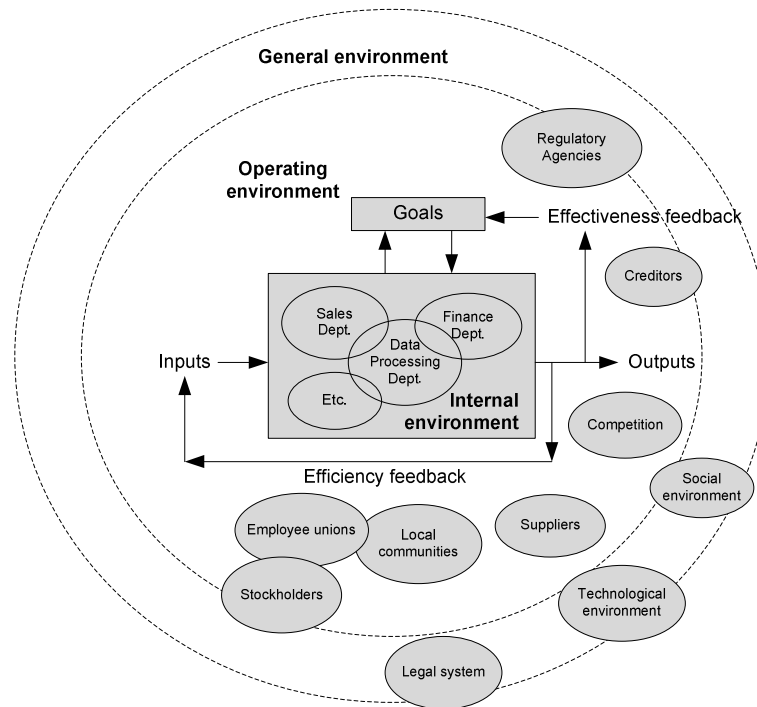 General environment
Regulatory
Agencies
Operating
environment
Goals
Effectiveness feedback
Creditors
Sales
Dept.
Finance
Dept.
Data
Processing
Dept.
Inputs
Outputs
Etc.
Internal
environment
Competition
Efficiency feedback
Social
environment
Employee unions
Local
communities
Suppliers
Stockholders
Technological
environment
Legal system